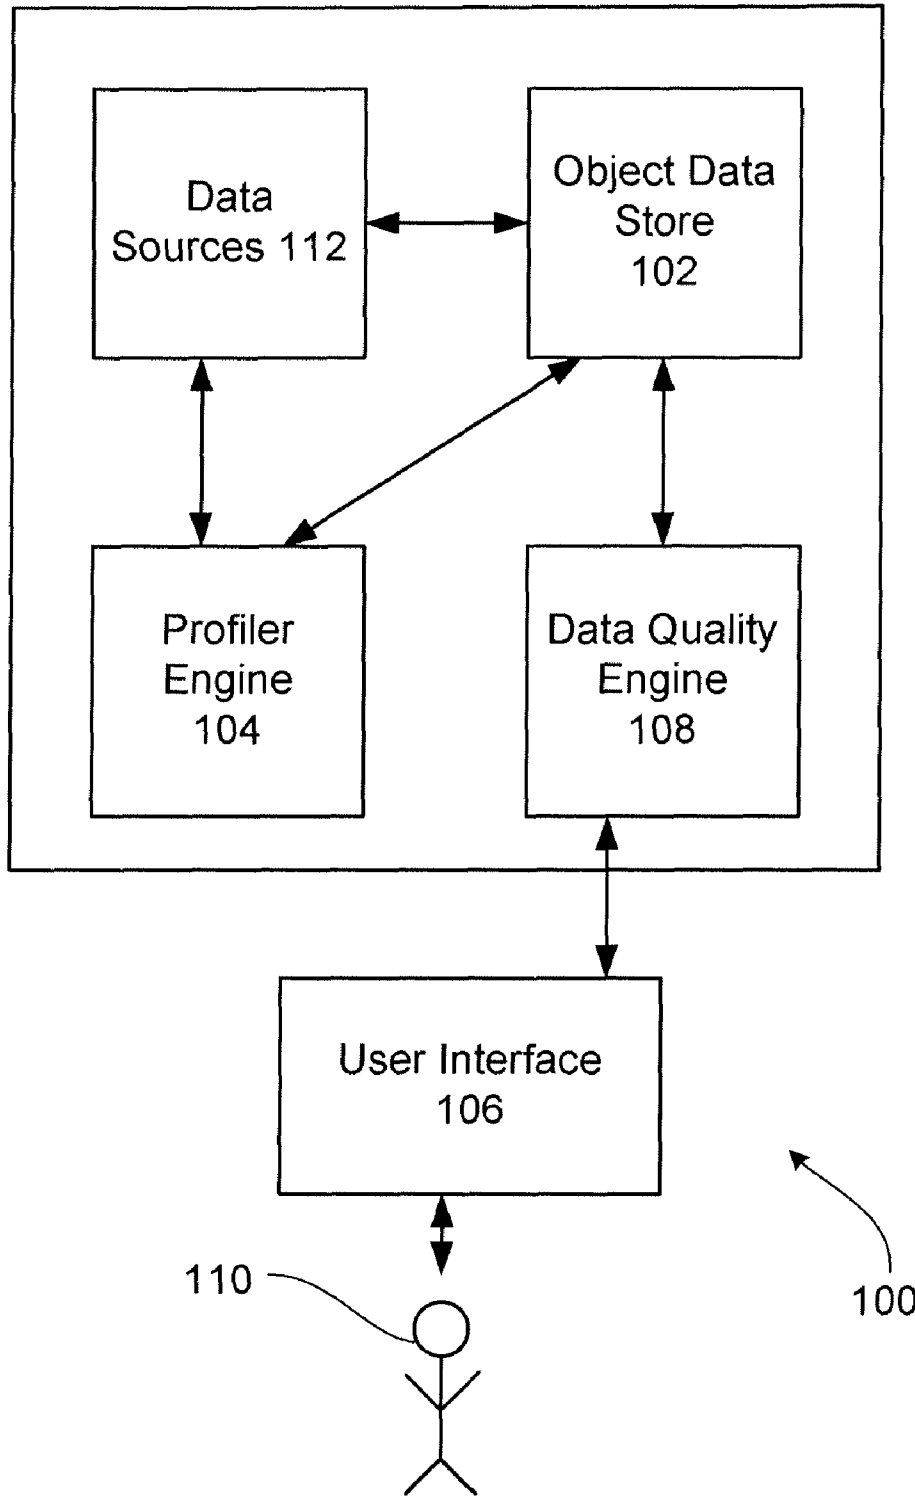 Data
Sources 112
Object Data
Store
102
Profiler
Engine
104
Data Quality
Engine
108
User Interface
106
110
100